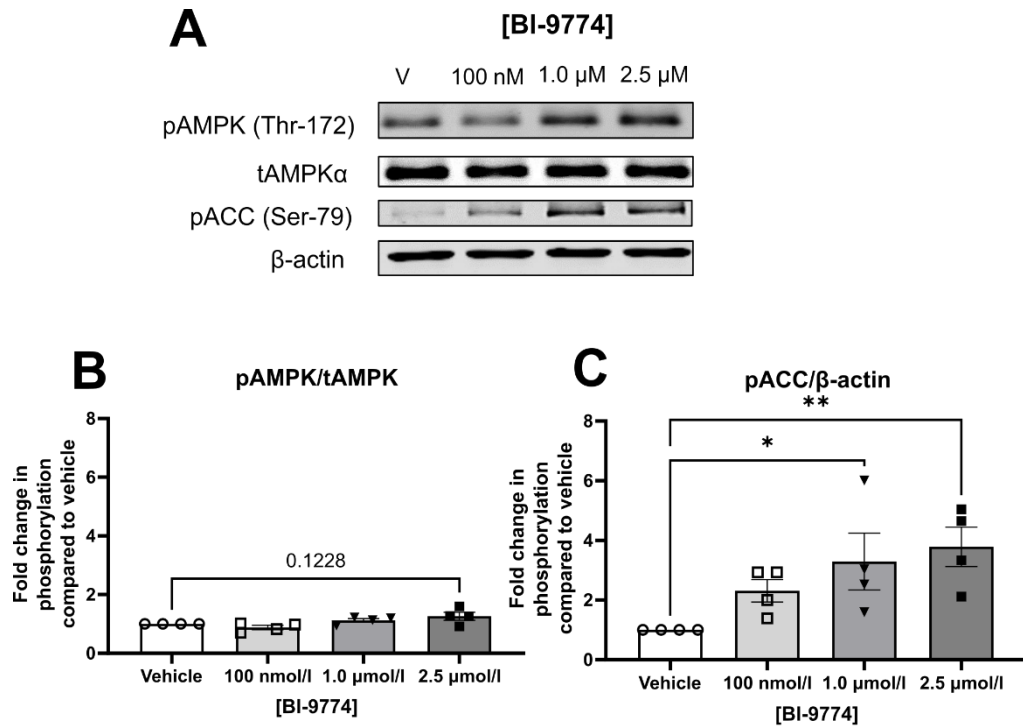 A
[BI-9774]
V 100 nM 1.0 µM 2.5 µM
pAMPK (Thr-172)
tAMPKα
pACC (Ser-79)
β-actin
B
pAMPK/tAMPK
Fold change in
phosphorylation
compared to vehicle
8
6
4
2
0
0.1228
Vehicle 100 nmol/l 1.0 µmol/l 2.5 µmol/l
[BI-9774]
C
pACC/β-actin
**
*
Fold change in
phosphorylation
compared to vehicle
8
6
4
2
0
Vehicle 100 nmol/l 1.0 µmol/l 2.5 µmol/l
[BI-9774]